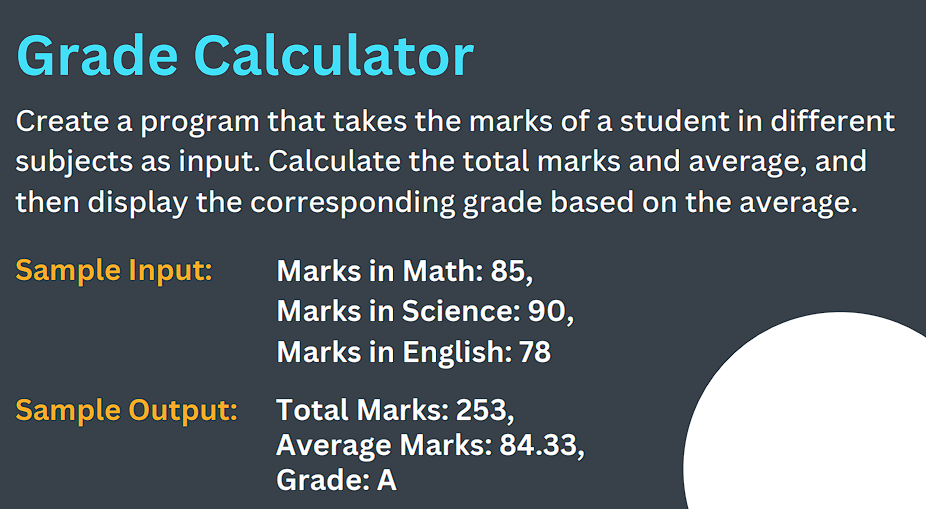 Grade Calculator
Create a program that takes the marks of a student in different
subjects as input. Calculate the total marks and average, and
then display the corresponding grade based on the average.
Sample Input: Marks in Math: 85,
Marks in Science: 90,
Marks in English: 78
Sample Output: Total Marks: 253,
Average Marks: 84.33,
Grade: A